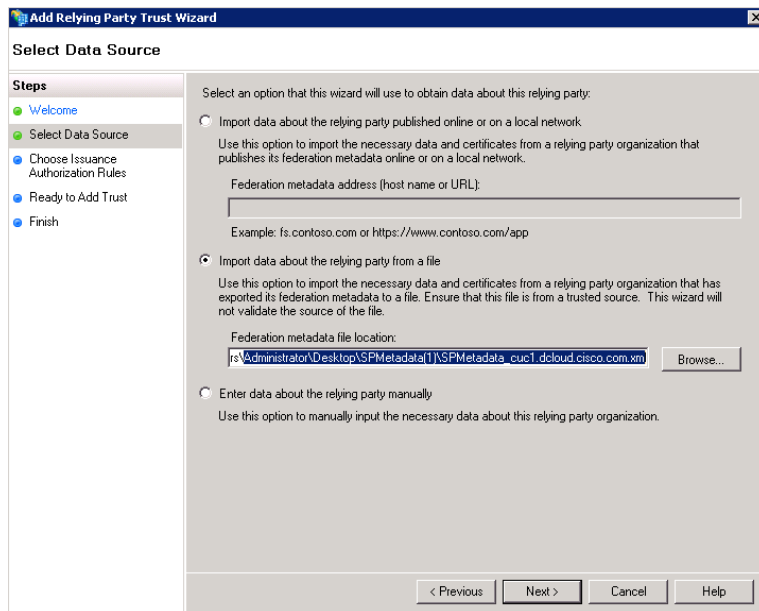 Add Relying Party Trust Wizard
Select Data Source
Steps
Welcome
Select Data Source
Choose Issuance
Authorization Rules
Ready to Add Trust
Finish
Select an option that this wizard will use to obtain data about this relying party:
Import data about the relying party published online or on a local network
Use this option to import the necessary data and certificates from a relying party organization that
publishes its federation metadata online or on a local network.
Federation metadata address (host name or URL):
Example: fs.contoso.com or https://www.contoso.com/app
Import data about the relying party from a file
Use this option to import the necessary data and certificates from a relying party organization that has
exported its federation metadata to a file. Ensure that this file is from a trusted source. This wizard will
not validate the source of the file.
Federation metadata file location:
rs\Administrator\Desktop\SPMetadata(1)\SPMetadata_cuc1.dcloud.cisco.com.xm
Browse...
Enter data about the relying party manually
Use this option to manually input the necessary data about this relying party organization.
< Previous
Next >
Cancel
Help